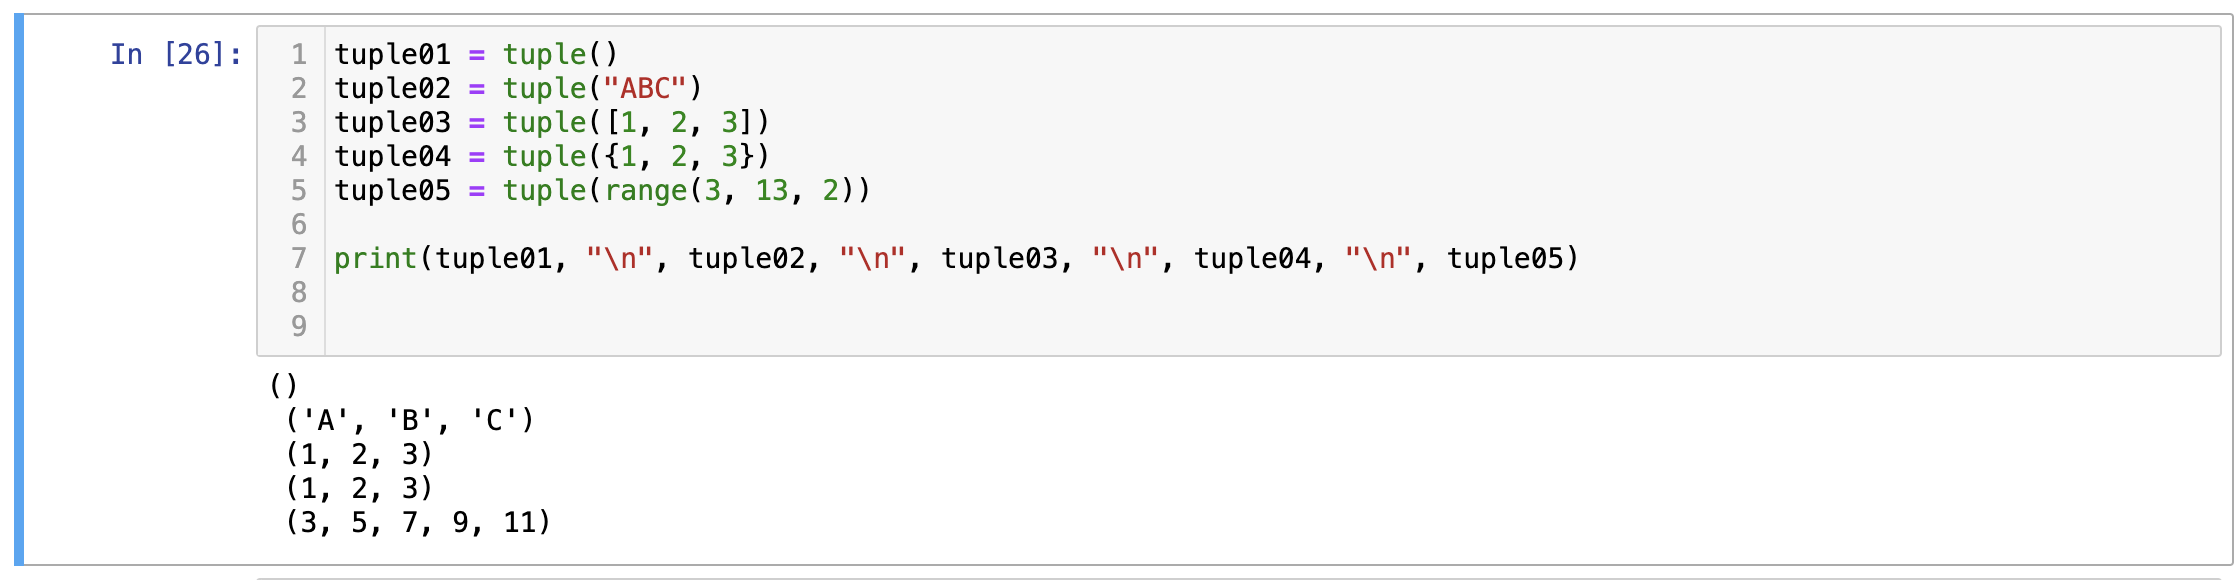 In [26]:
1 tuple01 = tuple()
2 tuple02 = tuple("ABC")
3 tuple03 = tuple([1, 2, 3])
4 tuple04 = tuple({1, 2, 3})
5 tuple05 = tuple(range(3, 13, 2))
6
7 print(tuple01, "\n", tuple02, "\n", tuple03, "\n", tuple04, "\n", tuple05)
8
9
()
 ('A', 'B', 'C')
 (1, 2, 3)
 (1, 2, 3)
 (3, 5, 7, 9, 11)